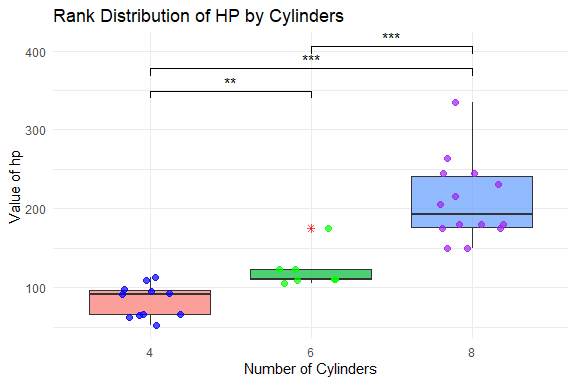 Rank Distribution of HP by Cylinders
400
300
200
100
Value of hp
***
***
**
4 6 8
Number of Cylinders